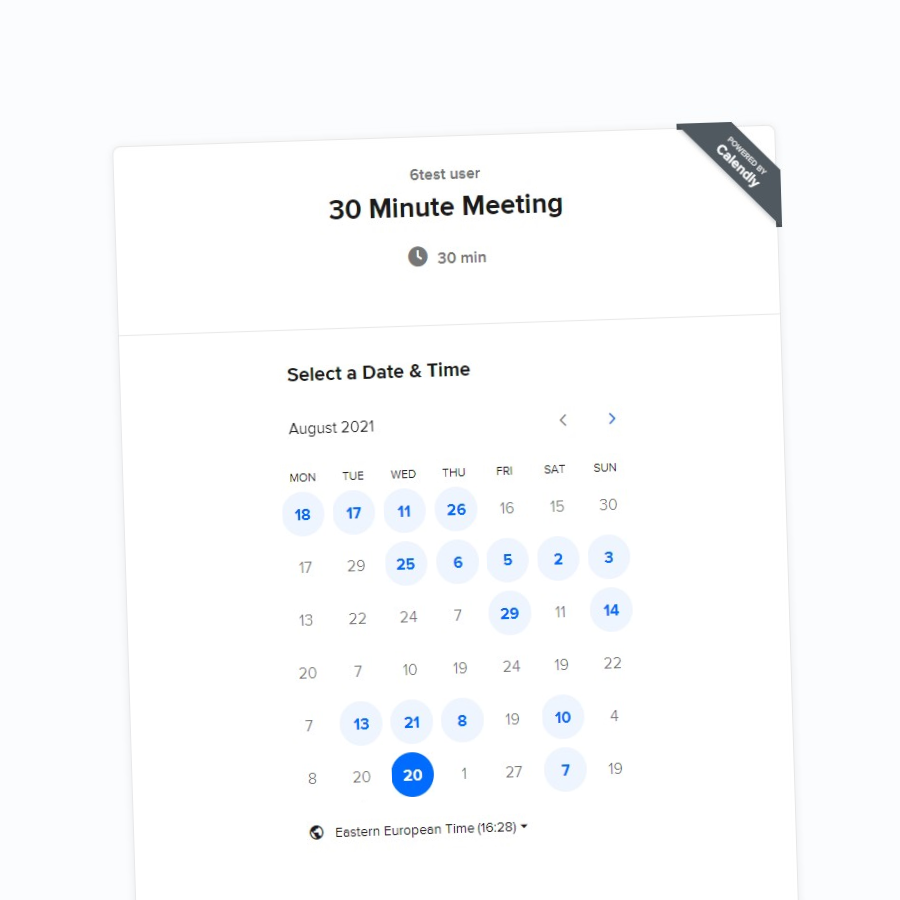 POWERED BY
Calendly
6test user
30 Minute Meeting
30 min
Select a Date & Time
August 2021
MON TUE WED THU FRI SAT SUN
18 17 11 26 16 15 30
17 29 25 6 5 2 3
13 22 24 7 29 11 14
20 7 10 19 24 19 22
7 13 21 8 19 10 4
8 20 20 1 27 7 19
Eastern European Time (16:28)